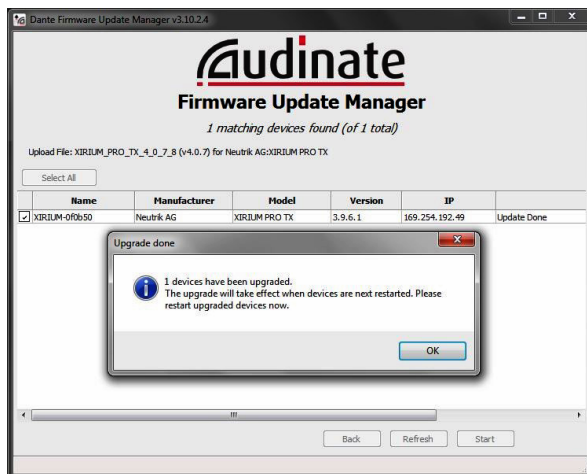 Dante Firmware Update Manager v3.10.2.4
Audinate
Firmware Update Manager
1 matching devices found (of 1 total)
Upload File: XIRIUM_PRO_TX_4_0_7_8 (v4.0.7) for Neutrik AG:XIRIUM PRO TX
Select All
Name Manufacturer Model Version IP
XIRIUM-0f0b50 Neutrik AG XIRIUM PRO TX 3.9.6.1 169.254.192.49 Update Done
Upgrade done
1 devices have been upgraded.
The upgrade will take effect when devices are next restarted. Please
restart upgraded devices now.
OK
Back Refresh Start